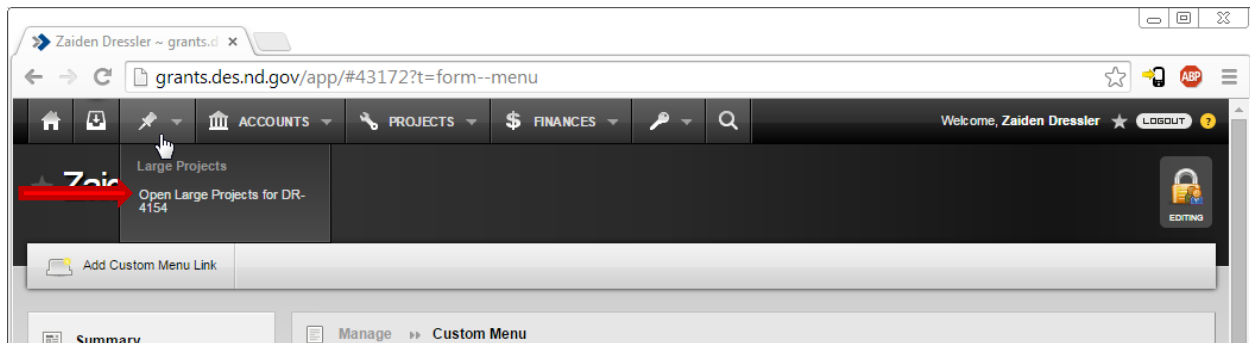 Zaiden Dressler ~ grants.d
grants.des.nd.gov/app/#43172?t=form--menu
ABP
ACCOUNTS PROJECTS $ FINANCES Welcome, Zaiden Dressler LOGOUT ?
Large Projects
Open Large Projects for DR-
4154
EDITING
Add Custom Menu Link
Summary
Manage Custom Menu